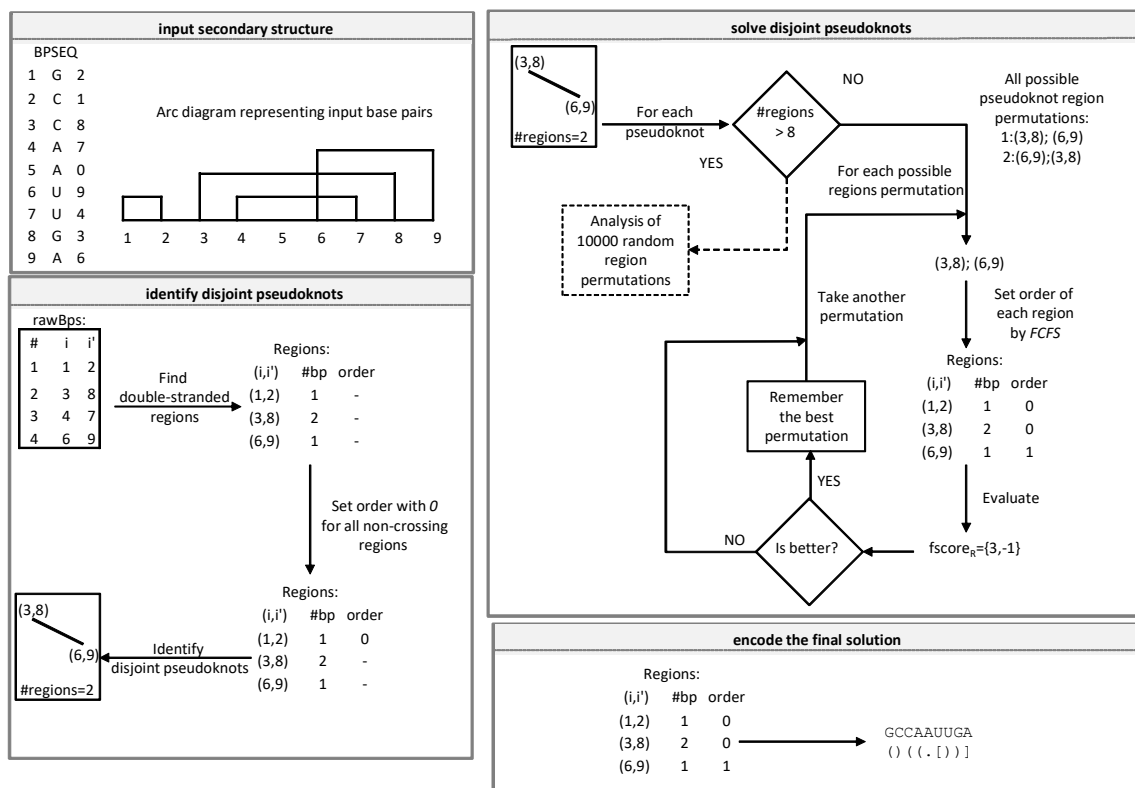 input secondary structure
BPSEQ
1 G 2
2 C 1
3 C 8
4 A 7
5 A 0
6 U 9
7 U 4
8 G 3
9 A 6
Arc diagram representing input base pairs
1 2 3 4 5 6 7 8 9
identify disjoint pseudoknots
rawBps:
# i i'
1 1 2
2 3 8
3 4 7
4 6 9
Find
double-stranded
regions
Regions:
(i,i') #bp order
(1,2) 1 -
(3,8) 2 -
(6,9) 1 -
Set order with 0
for all non-crossing
regions
Regions:
(i,i') #bp order
(1,2) 1 0
(3,8) 2 -
(6,9) 1 -
Identify
disjoint pseudoknots
(3,8)
(6,9)
#regions=2
solve disjoint pseudoknots
(3,8)
(6,9)
#regions=2
For each
pseudoknot
#regions
> 8
NO
YES
All possible
pseudoknot region
permutations:
1:(3,8); (6,9)
2:(6,9);(3,8)
For each possible
regions permutation
Analysis of
10000 random
region
permutations
(3,8); (6,9)
Set order of
each region
by FCFS
Take another
permutation
Regions:
(i,i') #bp order
(1,2) 1 0
(3,8) 2 0
(6,9) 1 1
Remember
the best
permutation
YES
Evaluate
NO
Is better?
fscoreR={3,-1}
encode the final solution
Regions:
(i,i') #bp order
(1,2) 1 0
(3,8) 2 0
(6,9) 1 1
GCCAAUUGA
()((.[))]